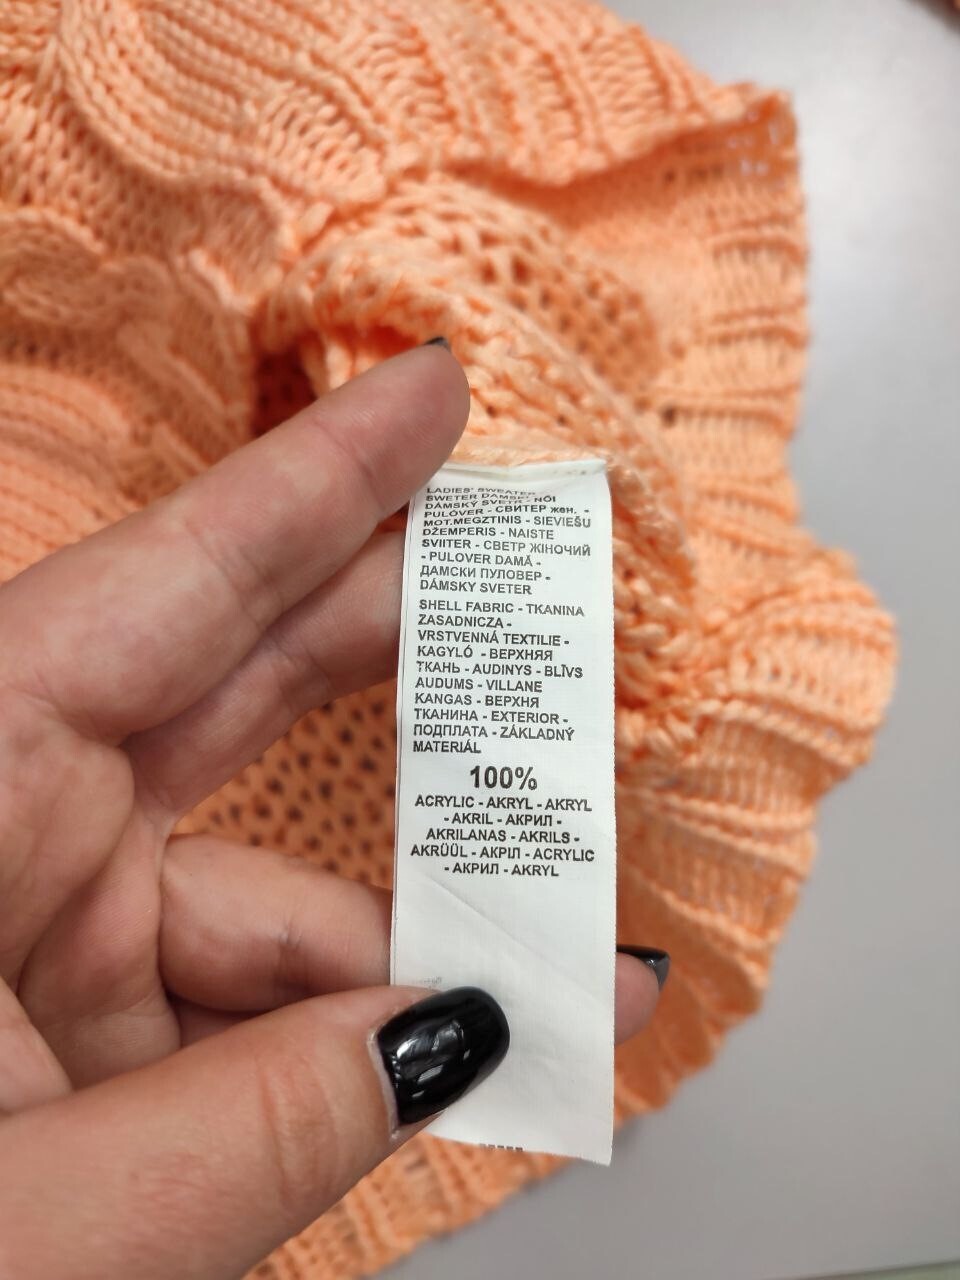 LADIES' SWEATER -
SWETER DAMSKI - NŐI
DÁMSKÝ SVETR -
PULÓVER - СВИТЕР жен. -
MOT.MEGZTINIS - SIEVIEŠU
DŽEMPERIS - NAISTE
SVIITER - СВЕТР ЖІНОЧИЙ
- PULOVER DAMĂ -
ДАМСКИ ПУЛОВЕР -
DÁMSKY SVETER
SHELL FABRIC - TKANINA
ZASADNICZA -
VRSTVENNÁ TEXTILIE -
KAGYLÓ - ВЕРХНЯЯ
ТКАНЬ - AUDINYS - BLĪVS
AUDUMS - VILLANE
KANGAS - ВЕРХНЯ
ТКАНИНА - EXTERIOR -
ПОДПЛАТА - ZÁKLADNÝ
MATERIÁL
100%
ACRYLIC - AKRYL - AKRYL
- AKRIL - АКРИЛ -
AKRILANAS - AKRILS -
AKRÜÜL - АКРІЛ - ACRYLIC
- АКРИЛ - AKRYL